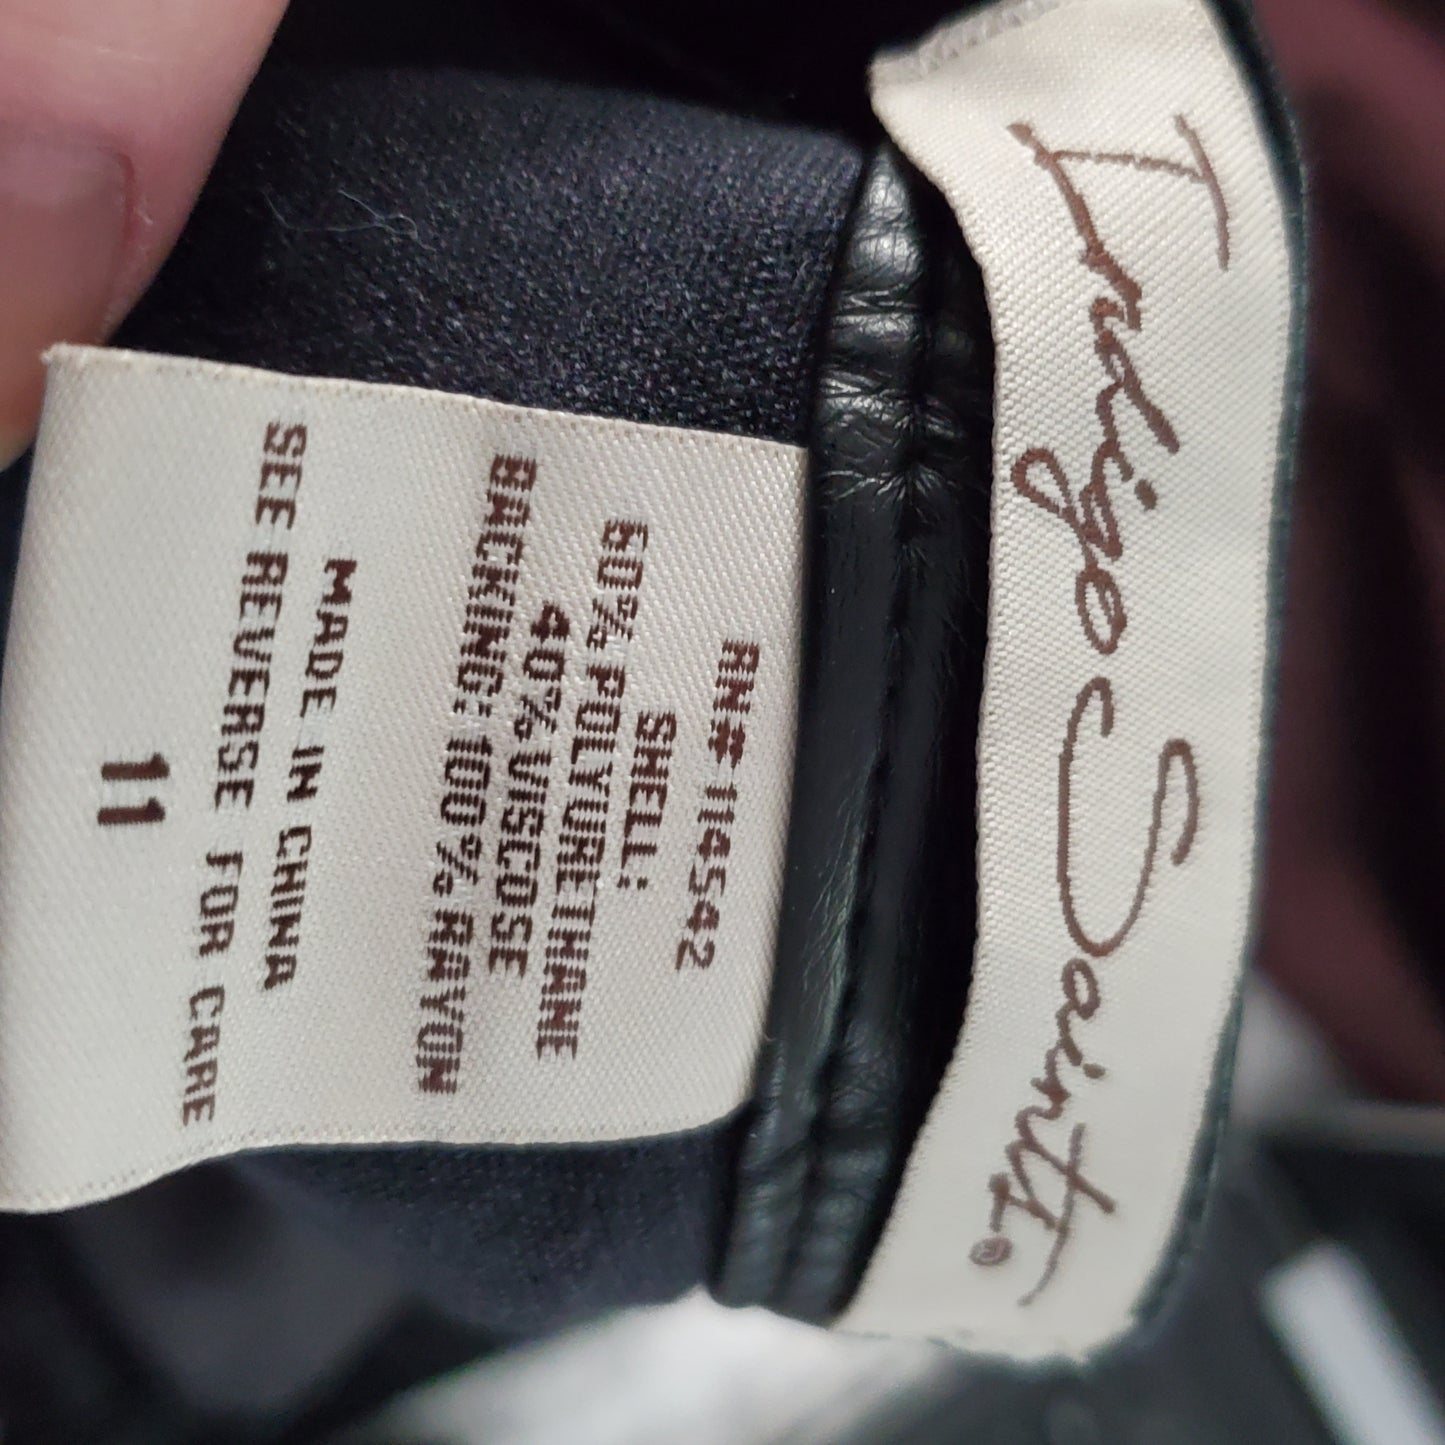 Indigo Saints®
RN# 114542
SHELL:
60% POLYURETHANE
40% VISCOSE
BACKING: 100% RAYON
MADE IN CHINA
SEE REVERSE FOR CARE
11